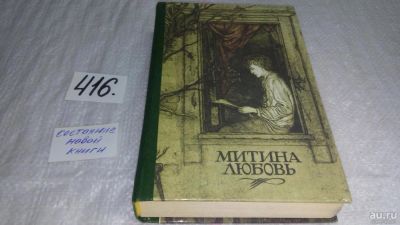 416.
состояние
новой
книги
МИТИНА
ЛЮБОВЬ
au.ru